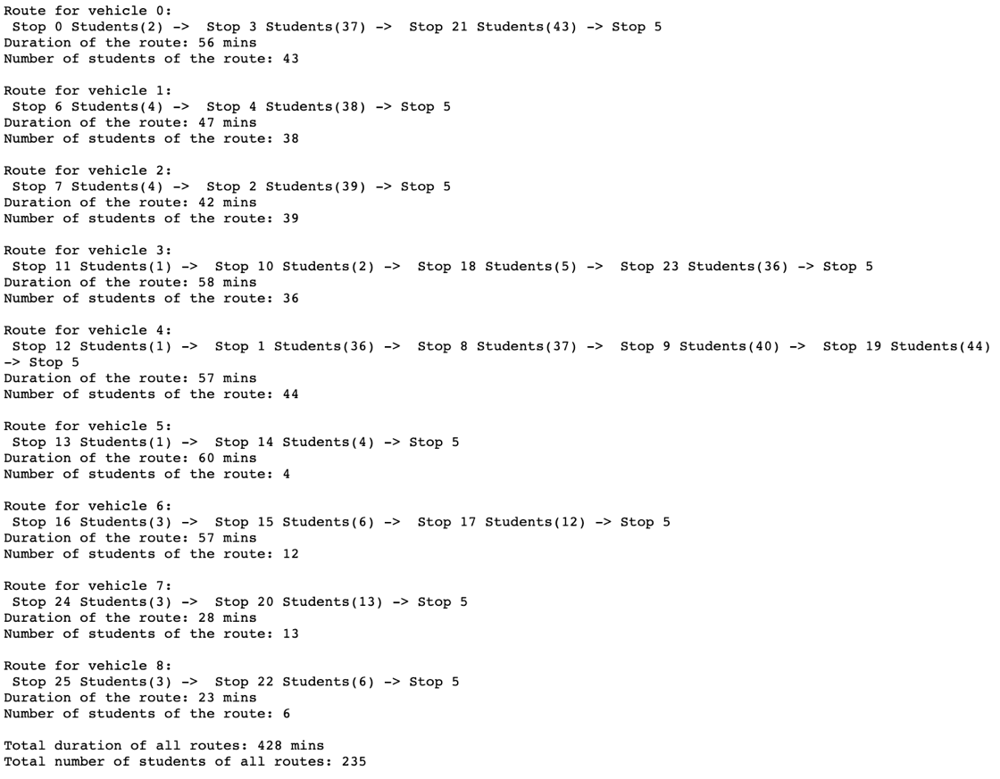 Route for vehicle 0:
Stop 0 Students(2) ->  Stop 3 Students(37) ->  Stop 21 Students(43) -> Stop 5
Duration of the route: 56 mins
Number of students of the route: 43
Route for vehicle 1:
Stop 6 Students(4) ->  Stop 4 Students(38) -> Stop 5
Duration of the route: 47 mins
Number of students of the route: 38
Route for vehicle 2:
Stop 7 Students(4) ->  Stop 2 Students(39) -> Stop 5
Duration of the route: 42 mins
Number of students of the route: 39
Route for vehicle 3:
Stop 11 Students(1) ->  Stop 10 Students(2) ->  Stop 18 Students(5) ->  Stop 23 Students(36) -> Stop 5
Duration of the route: 58 mins
Number of students of the route: 36
Route for vehicle 4:
Stop 12 Students(1) ->  Stop 1 Students(36) ->  Stop 8 Students(37) ->  Stop 9 Students(40) ->  Stop 19 Students(44)
-> Stop 5
Duration of the route: 57 mins
Number of students of the route: 44
Route for vehicle 5:
Stop 13 Students(1) ->  Stop 14 Students(4) -> Stop 5
Duration of the route: 60 mins
Number of students of the route: 4
Route for vehicle 6:
Stop 16 Students(3) ->  Stop 15 Students(6) ->  Stop 17 Students(12) -> Stop 5
Duration of the route: 57 mins
Number of students of the route: 12
Route for vehicle 7:
Stop 24 Students(3) ->  Stop 20 Students(13) -> Stop 5
Duration of the route: 28 mins
Number of students of the route: 13
Route for vehicle 8:
Stop 25 Students(3) ->  Stop 22 Students(6) -> Stop 5
Duration of the route: 23 mins
Number of students of the route: 6
Total duration of all routes: 428 mins
Total number of students of all routes: 235